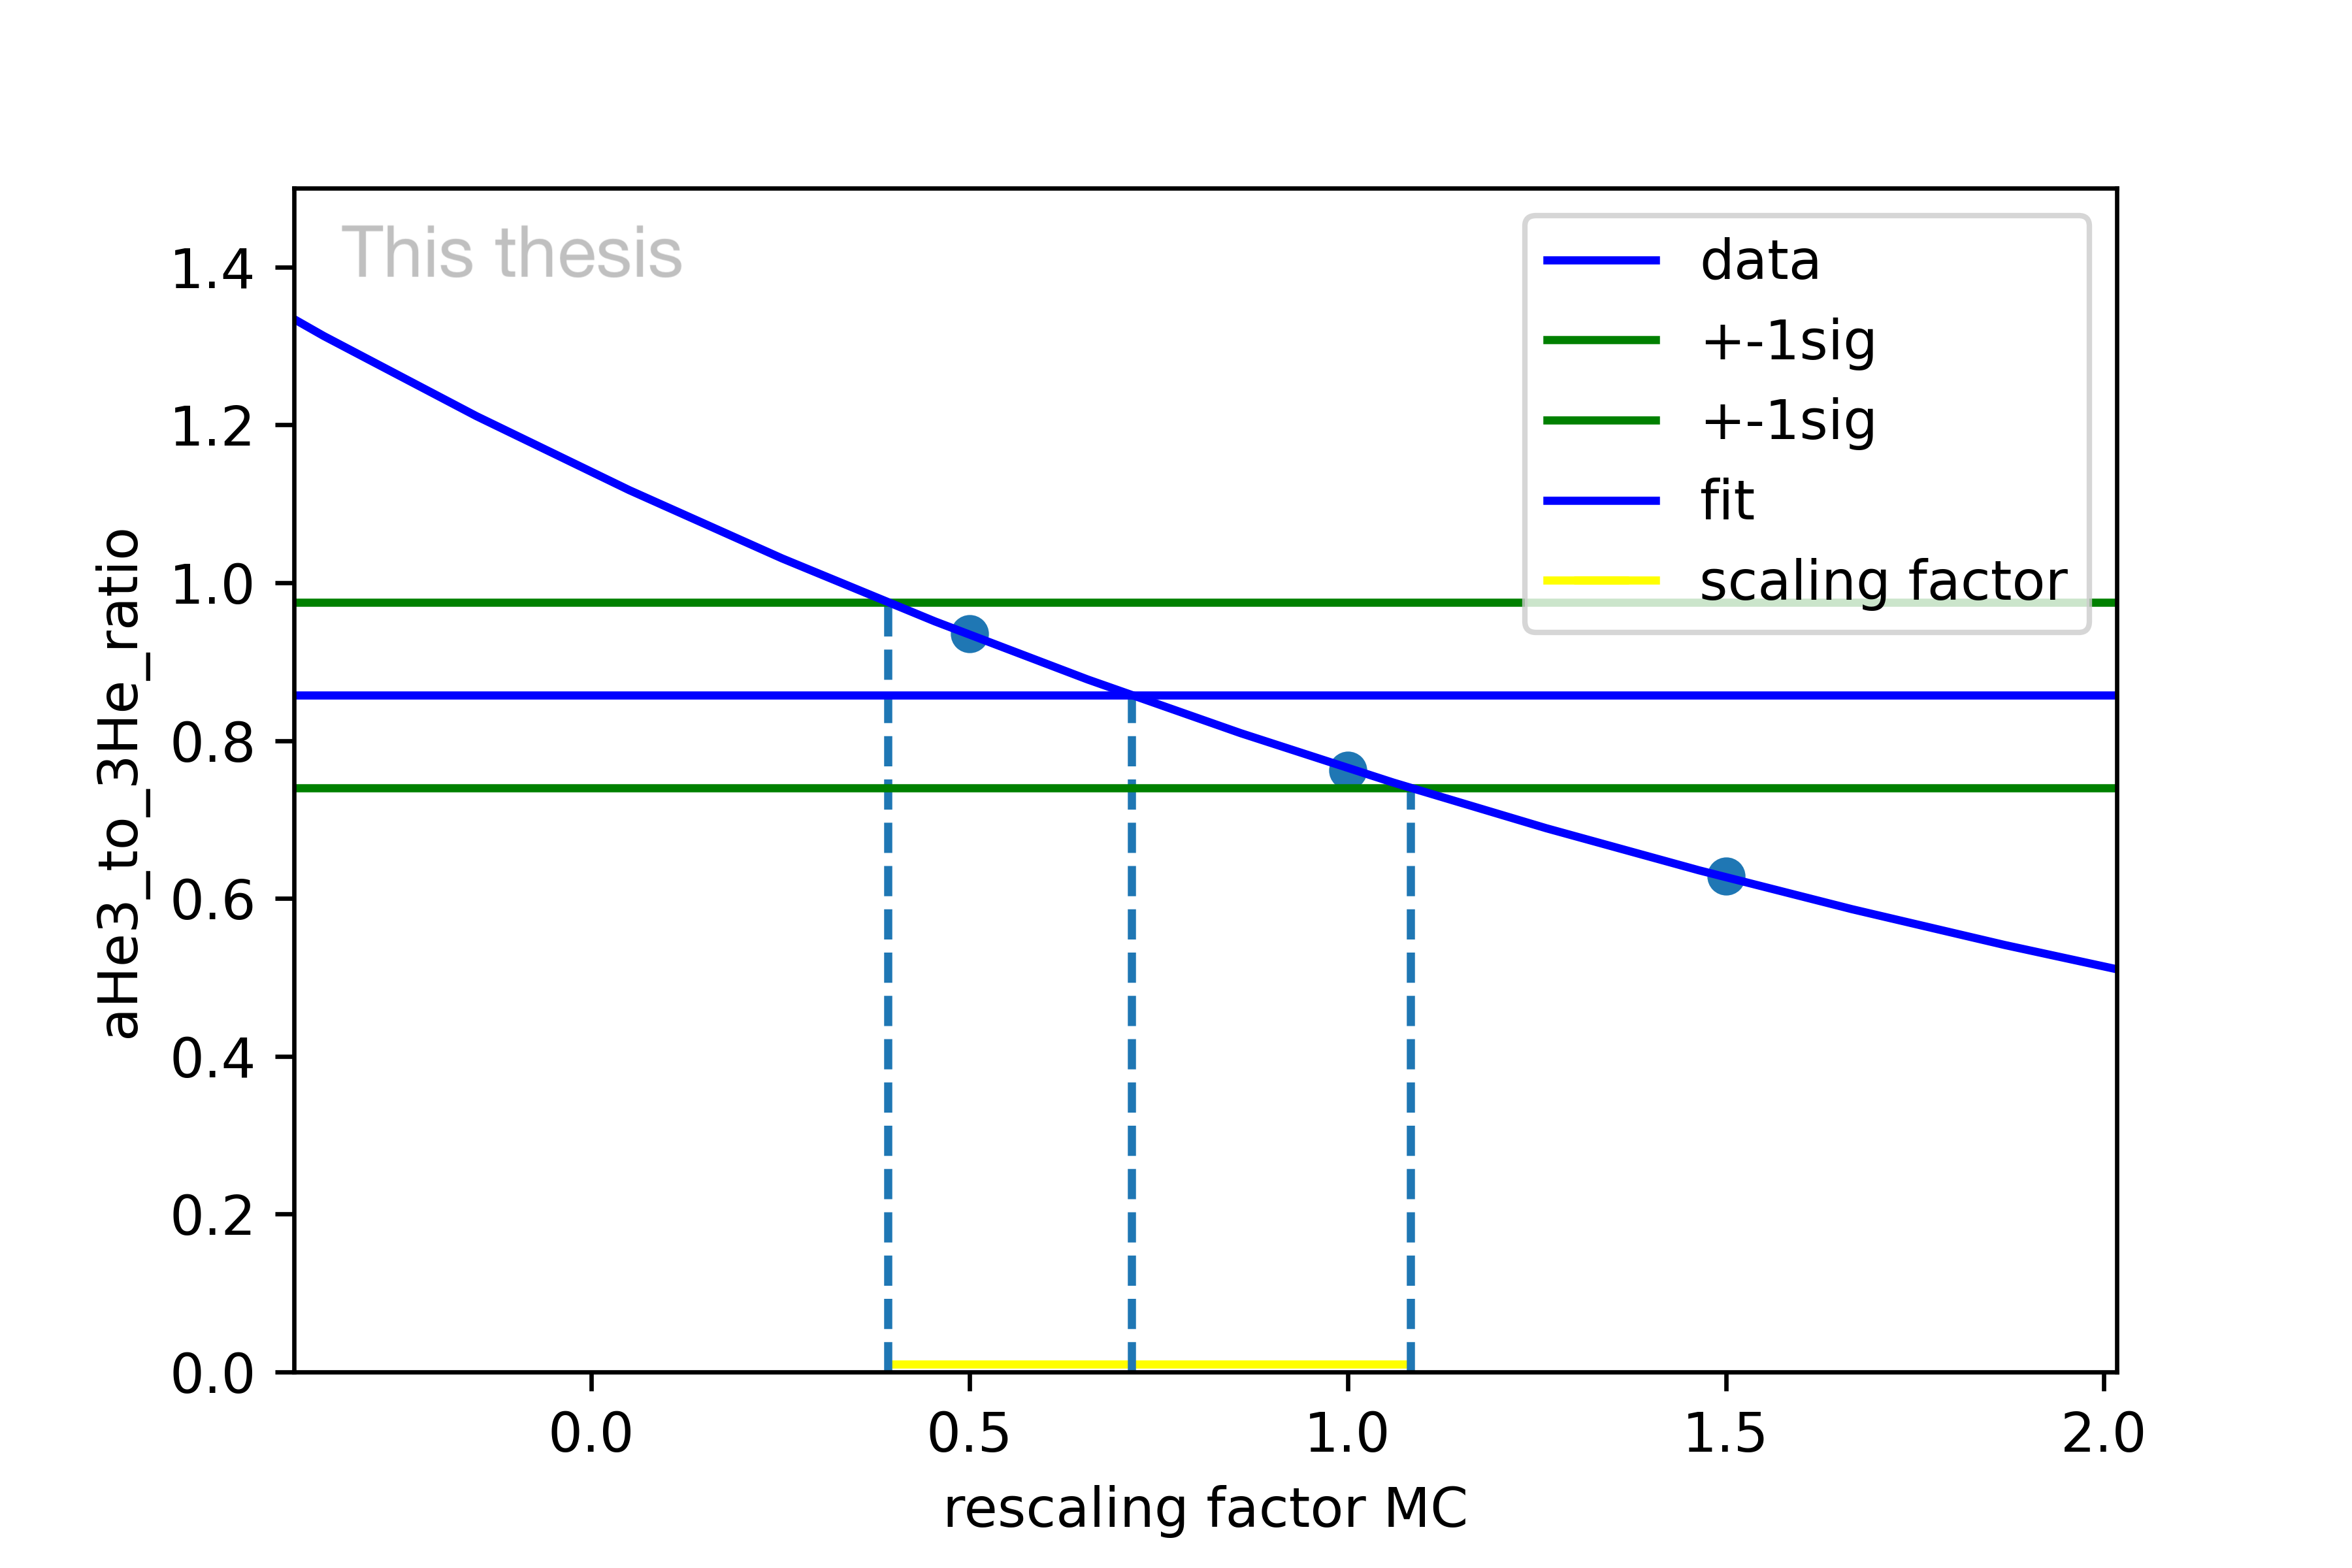 This thesis
data
+-1sig
+-1sig
fit
scaling factor
1.4
1.2
1.0
0.8
0.6
0.4
0.2
0.0
aHe3_to_3He_ratio
0.0 0.5 1.0 1.5 2.0
rescaling factor MC